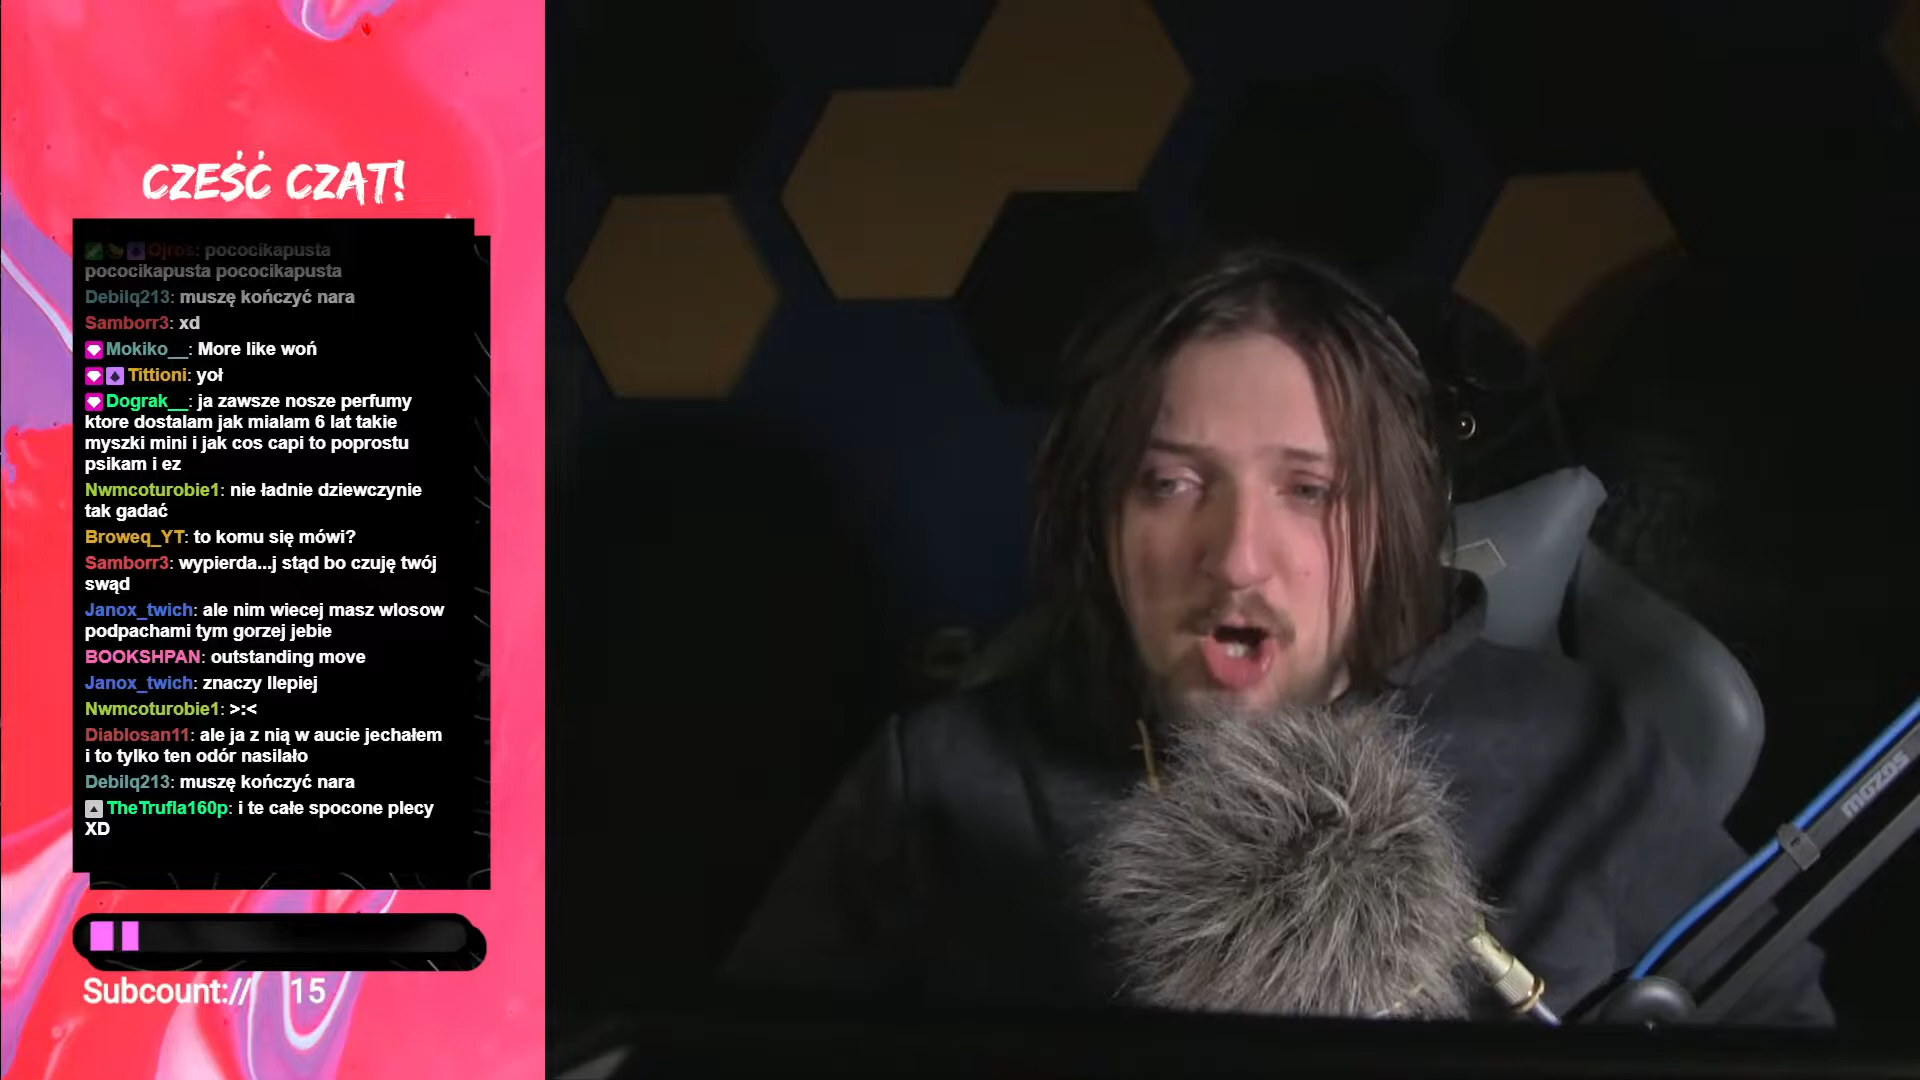 CZEŚĆ CZAT!
Ojros: pococikapusta
pococikapusta pococikapusta
Debilq213: muszę kończyć nara
Samborr3: xd
Mokiko__: More like woń
Tittioni: yoł
Dograk__: ja zawsze nosze perfumy
ktore dostalam jak mialam 6 lat takie
myszki mini i jak cos capi to poprostu
psikam i ez
Nwmcoturobie1: nie ładnie dziewczynie
tak gadać
Broweq_YT: to komu się mówi?
Samborr3: wypierda...j stąd bo czuję twój
swąd
Janox_twich: ale nim wiecej masz wlosow
podpachami tym gorzej jebie
BOOKSHPAN: outstanding move
Janox_twich: znaczy llepiej
Nwmcoturobie1: >:<
Diablosan11: ale ja z nią w aucie jechałem
i to tylko ten odór nasilało
Debilq213: muszę kończyć nara
TheTrufla160p: i te całe spocone plecy
XD
Subcount:// 15
mozos